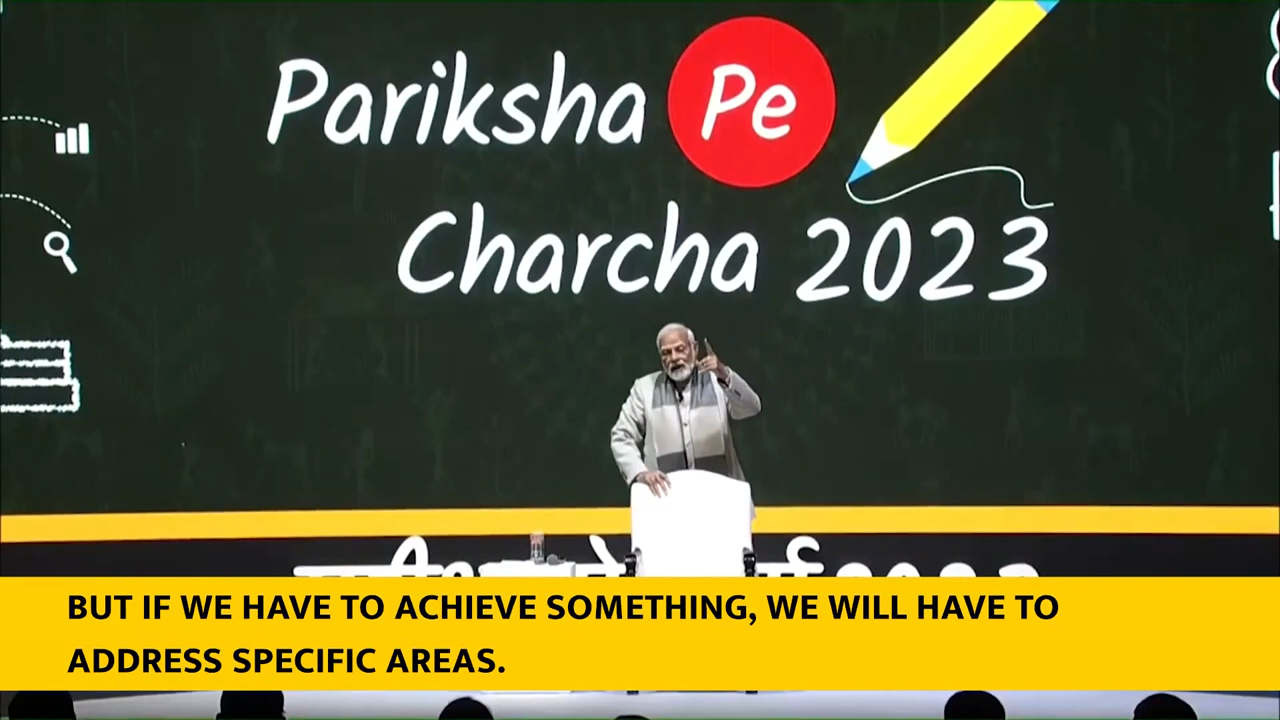 Pariksha Pe
Charcha 2023
BUT IF WE HAVE TO ACHIEVE SOMETHING, WE WILL HAVE TO
ADDRESS SPECIFIC AREAS.